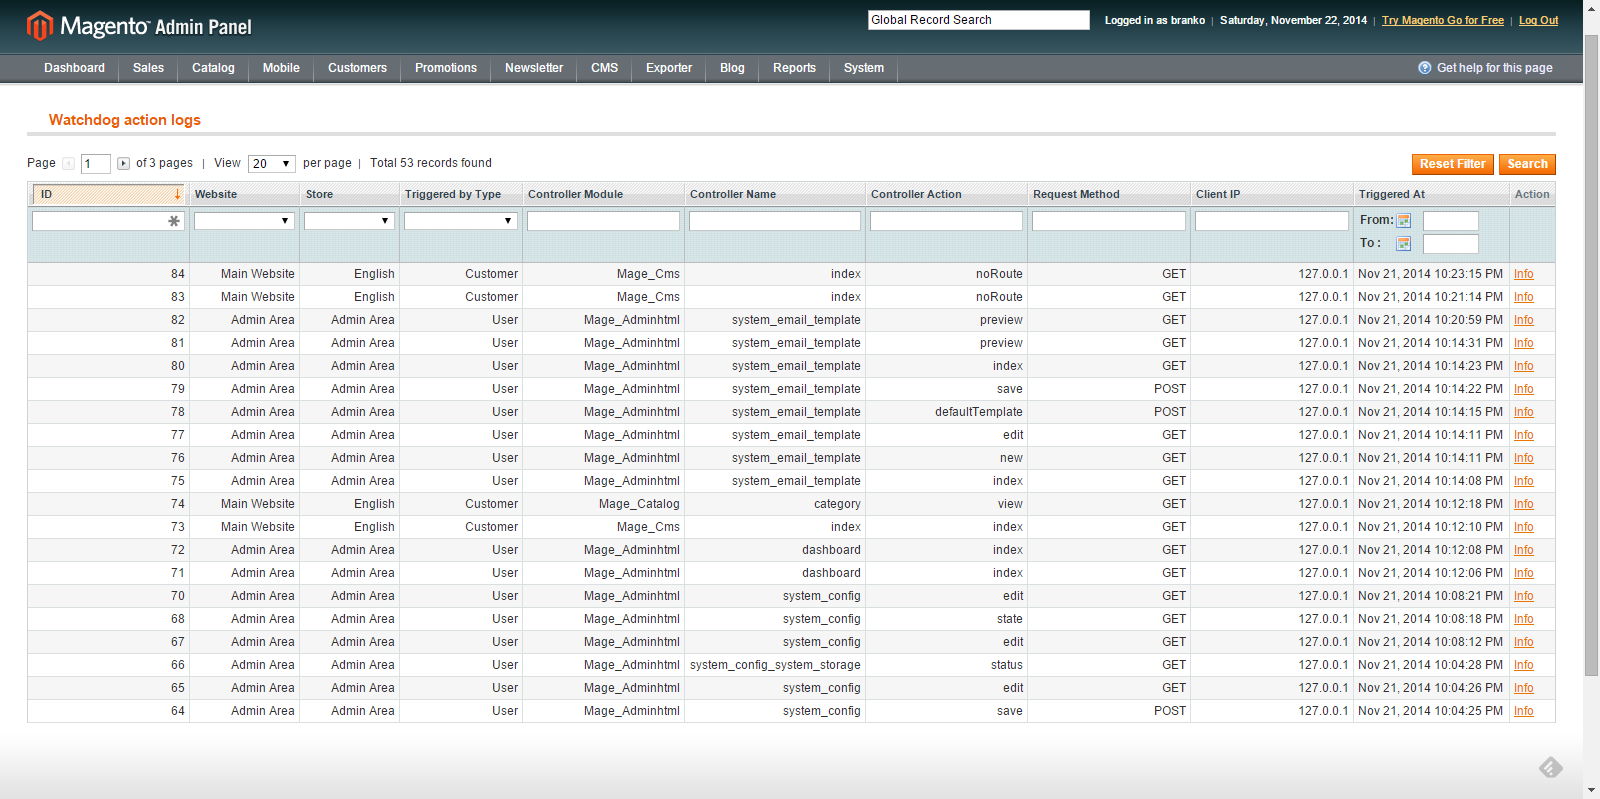 Magento™ Admin Panel Global Record Search Logged in as branko | Saturday, November 22, 2014 | Try Magento Go for Free | Log Out
Dashboard Sales Catalog Mobile Customers Promotions Newsletter CMS Exporter Blog Reports System Get help for this page
Watchdog action logs
Page 1 of 3 pages | View 20 per page | Total 53 records found Reset Filter Search
ID Website Store Triggered by Type Controller Module Controller Name Controller Action Request Method Client IP Triggered At Action
From:
To :
84 Main Website English Customer Mage_Cms index noRoute GET 127.0.0.1 Nov 21, 2014 10:23:15 PM Info
83 Main Website English Customer Mage_Cms index noRoute GET 127.0.0.1 Nov 21, 2014 10:21:14 PM Info
82 Admin Area Admin Area User Mage_Adminhtml system_email_template preview GET 127.0.0.1 Nov 21, 2014 10:20:59 PM Info
81 Admin Area Admin Area User Mage_Adminhtml system_email_template preview GET 127.0.0.1 Nov 21, 2014 10:14:31 PM Info
80 Admin Area Admin Area User Mage_Adminhtml system_email_template index GET 127.0.0.1 Nov 21, 2014 10:14:23 PM Info
79 Admin Area Admin Area User Mage_Adminhtml system_email_template save POST 127.0.0.1 Nov 21, 2014 10:14:22 PM Info
78 Admin Area Admin Area User Mage_Adminhtml system_email_template defaultTemplate POST 127.0.0.1 Nov 21, 2014 10:14:15 PM Info
77 Admin Area Admin Area User Mage_Adminhtml system_email_template edit GET 127.0.0.1 Nov 21, 2014 10:14:11 PM Info
76 Admin Area Admin Area User Mage_Adminhtml system_email_template new GET 127.0.0.1 Nov 21, 2014 10:14:11 PM Info
75 Admin Area Admin Area User Mage_Adminhtml system_email_template index GET 127.0.0.1 Nov 21, 2014 10:14:08 PM Info
74 Main Website English Customer Mage_Catalog category view GET 127.0.0.1 Nov 21, 2014 10:12:18 PM Info
73 Main Website English Customer Mage_Cms index index GET 127.0.0.1 Nov 21, 2014 10:12:10 PM Info
72 Admin Area Admin Area User Mage_Adminhtml dashboard index GET 127.0.0.1 Nov 21, 2014 10:12:08 PM Info
71 Admin Area Admin Area User Mage_Adminhtml dashboard index GET 127.0.0.1 Nov 21, 2014 10:12:06 PM Info
70 Admin Area Admin Area User Mage_Adminhtml system_config edit GET 127.0.0.1 Nov 21, 2014 10:08:21 PM Info
68 Admin Area Admin Area User Mage_Adminhtml system_config state GET 127.0.0.1 Nov 21, 2014 10:08:18 PM Info
67 Admin Area Admin Area User Mage_Adminhtml system_config edit GET 127.0.0.1 Nov 21, 2014 10:08:12 PM Info
66 Admin Area Admin Area User Mage_Adminhtml system_config_system_storage status GET 127.0.0.1 Nov 21, 2014 10:04:28 PM Info
65 Admin Area Admin Area User Mage_Adminhtml system_config edit GET 127.0.0.1 Nov 21, 2014 10:04:26 PM Info
64 Admin Area Admin Area User Mage_Adminhtml system_config save POST 127.0.0.1 Nov 21, 2014 10:04:25 PM Info